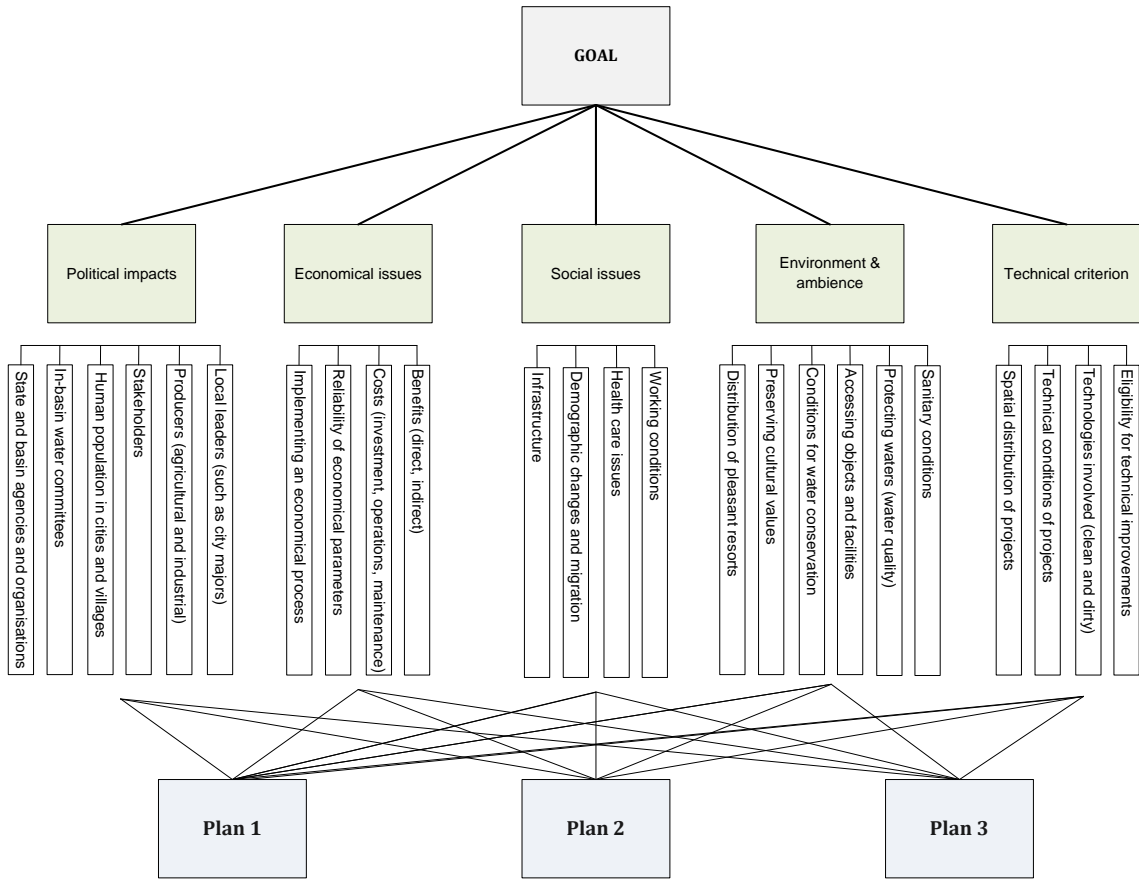 GOAL
Political impacts
Economical issues
Social issues
Environment &
ambience
Technical criterion
State and basin agencies and organisations
In-basin water committees
Human population in cities and villages
Stakeholders
Producers (agricultural and industrial)
Local leaders (such as city majors)
Implementing an economical process
Reliability of economical parameters
Costs (investment, operations, maintenance)
Benefits (direct, indirect)
Infrastructure
Demographic changes and migration
Health care issues
Working conditions
Distribution of pleasant resorts
Preserving cultural values
Conditions for water conservation
Accessing objects and facilities
Protecting waters (water quality)
Sanitary conditions
Spatial distribution of projects
Technical conditions of projects
Technologies involved (clean and dirty)
Eligibility for technical improvements
Plan 1
Plan 2
Plan 3